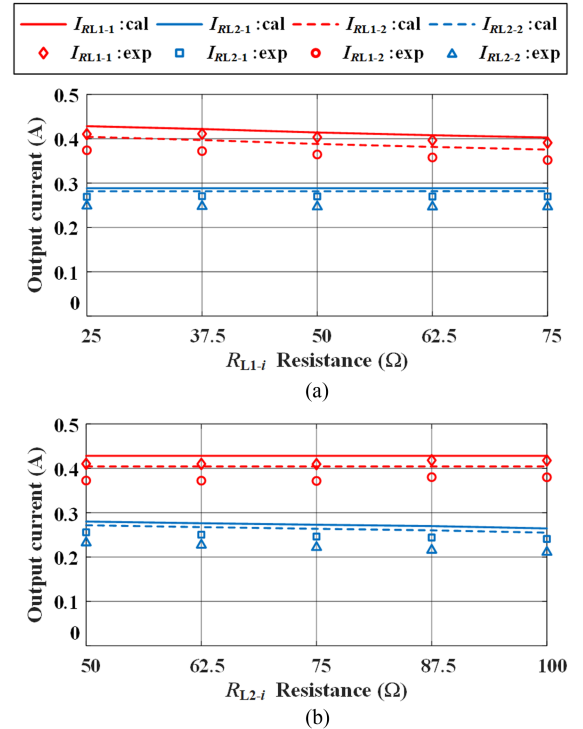 I_RL1-1 : cal I_RL2-1 : cal I_RL1-2 : cal I_RL2-2 : cal
I_RL1-1 : exp I_RL2-1 : exp I_RL1-2 : exp I_RL2-2 : exp
0.5
0.4
0.3
0.2
0.1
0
Output current (A)
25 37.5 50 62.5 75
R_L1-i Resistance (Ω)
(a)
0.5
0.4
0.3
0.2
0.1
0
Output current (A)
50 62.5 75 87.5 100
R_L2-i Resistance (Ω)
(b)